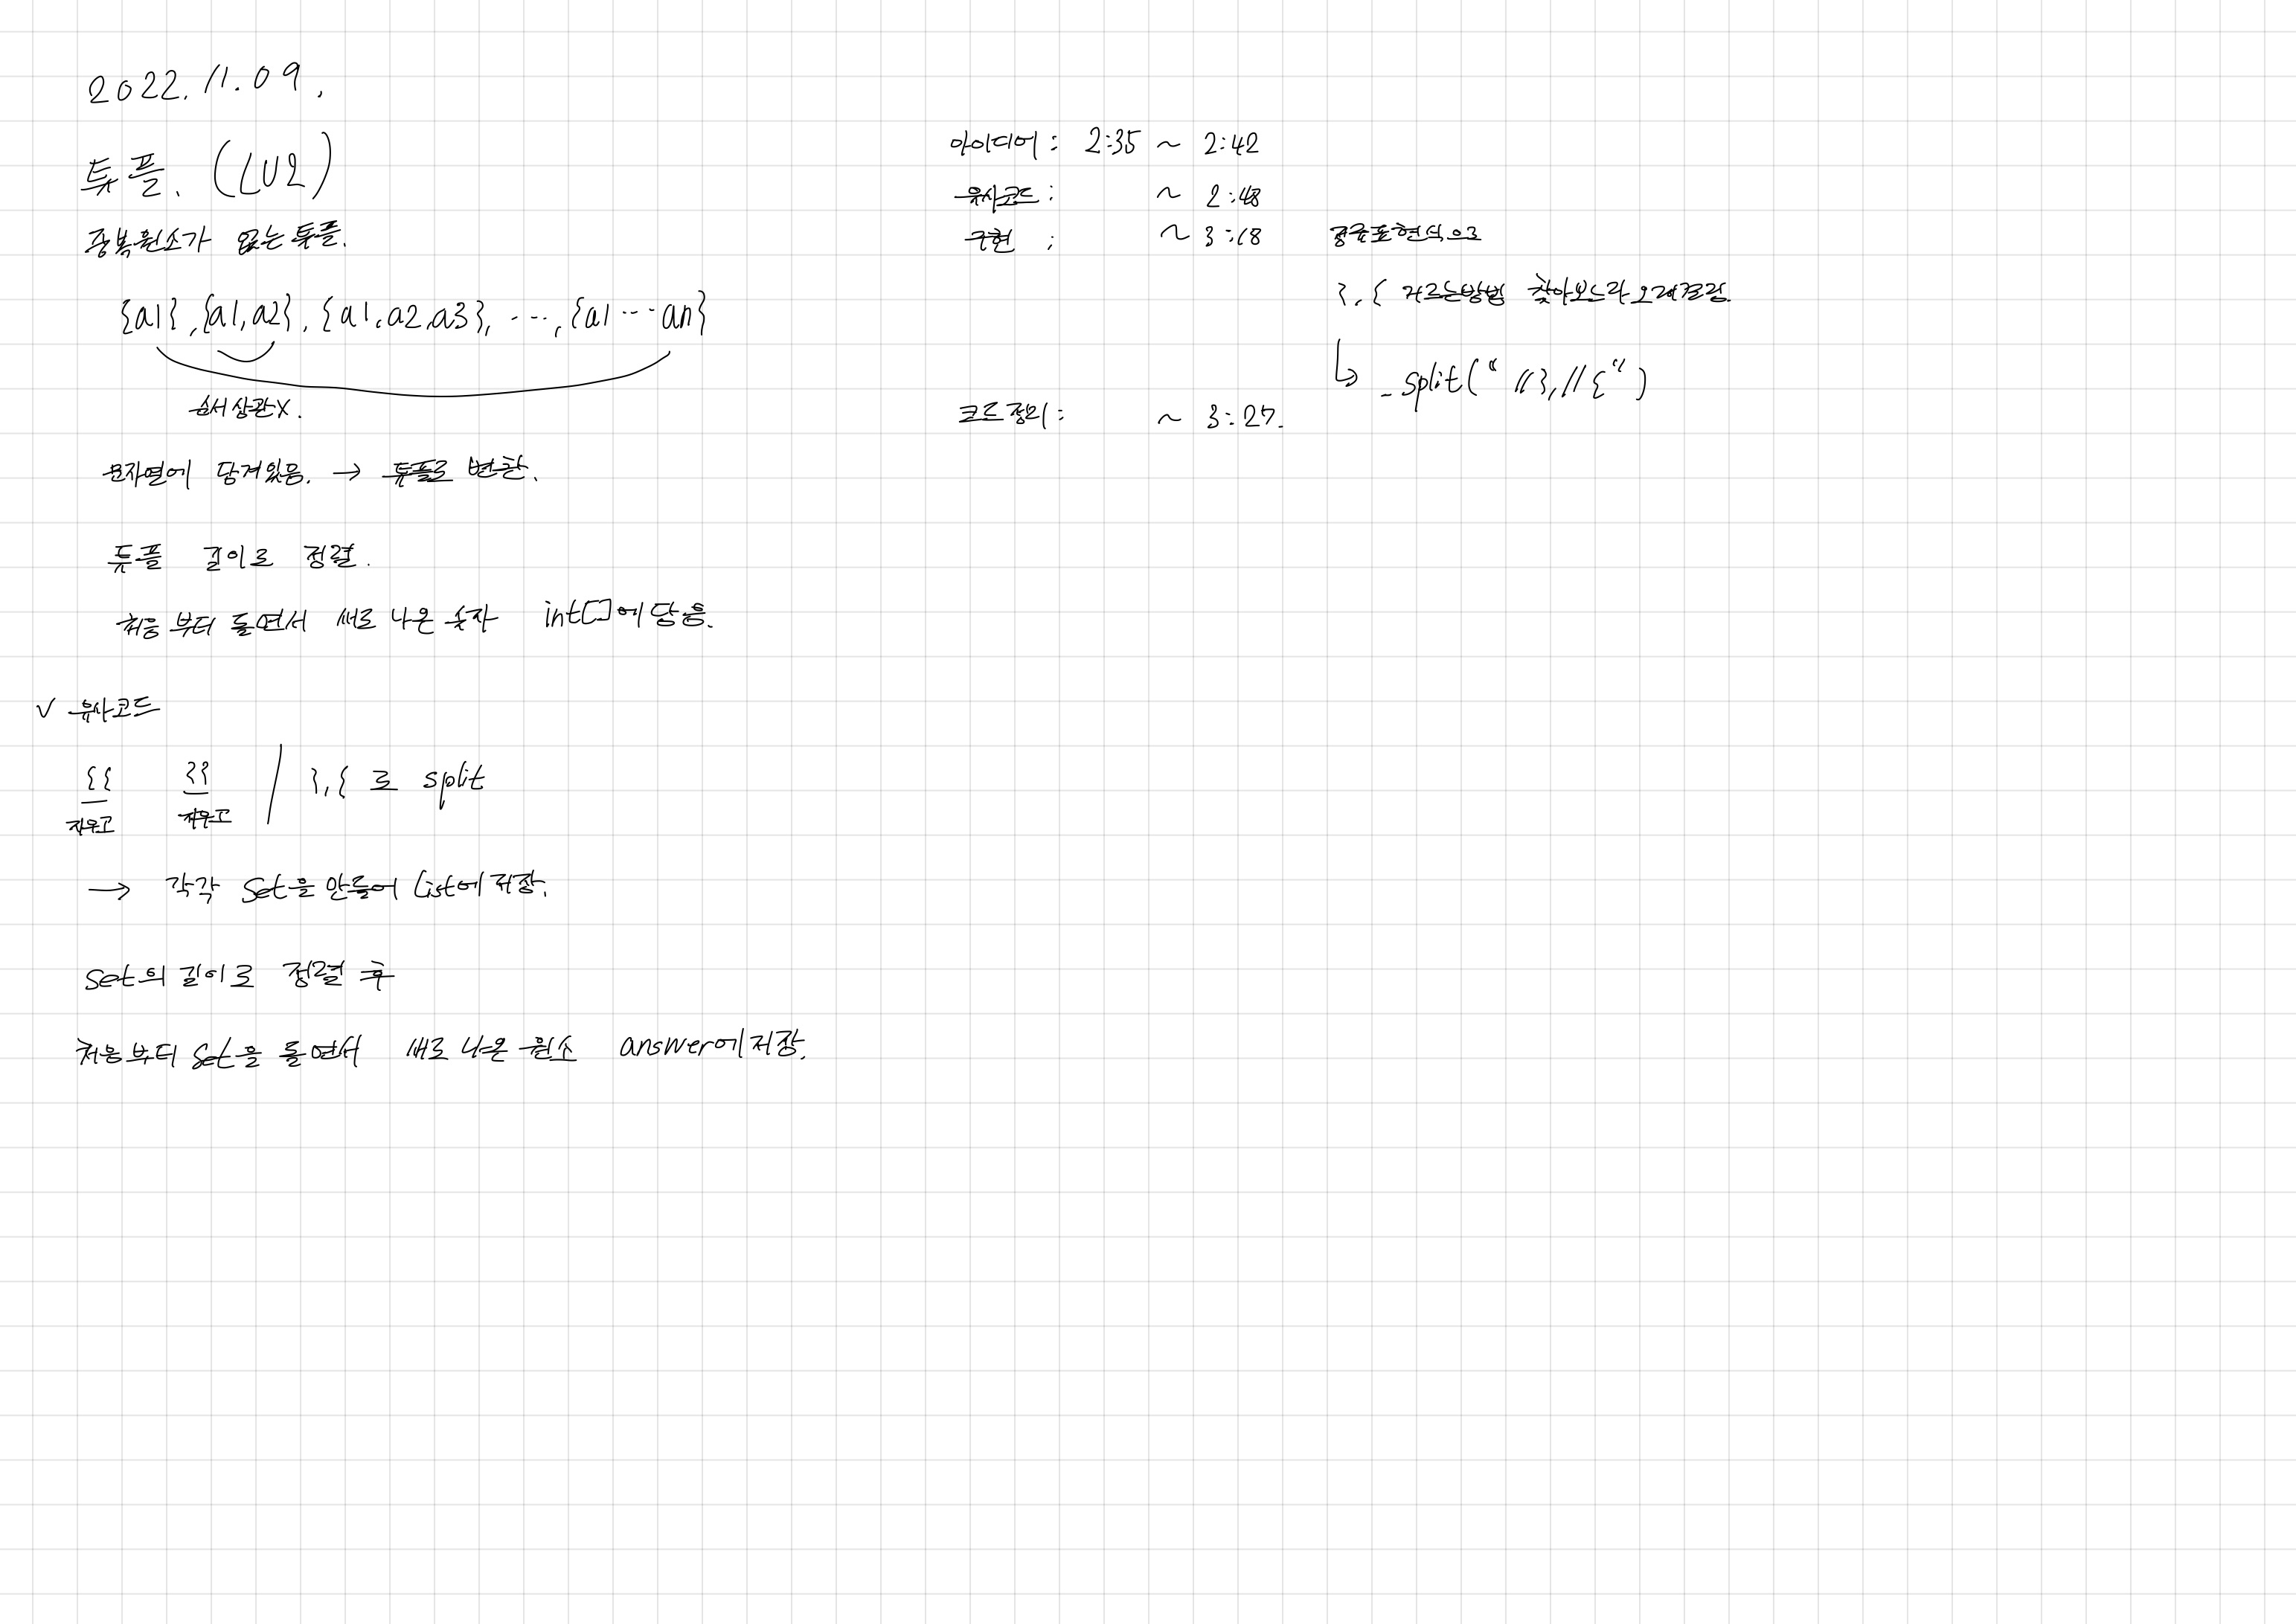 2022.11.09.
튜플. (LV2)
중복원소가 없는 튜플.
{a1},{a1,a2},{a1,a2,a3}, ..., {a1...an}
순서 상관X.
문자열에 담겨있음. → 튜플로 변환.
튜플 길이로 정렬.
처음부터 돌면서 새로 나온 숫자 int[]에 담음.
✓ 유사코드
{{ }} / },{ 로 split
지우고 지우고
→ 각각 Set을 만들어 List에 저장.
set의 길이로 정렬 후
처음부터 Set을 돌면서 새로 나온 원소 answer에 저장.
아이디어: 2:35 ~ 2:42
유사코드: ~ 2:48
구현: ~ 3:18 정규표현식으로
},{ 거르는방법 찾아보느라 오래걸림.
↳ _split("//},//{")
코드 정리: ~ 3:27.